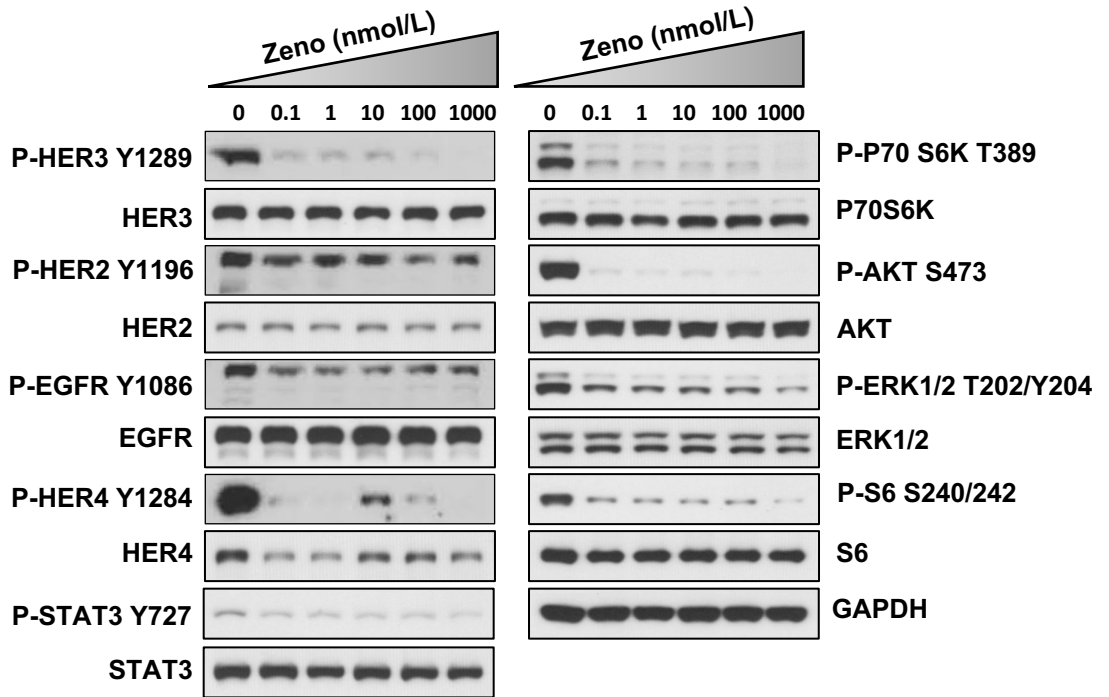 Zeno (nmol/L)
0 0.1 1 10 100 1000
P-HER3 Y1289
HER3
P-HER2 Y1196
HER2
P-EGFR Y1086
EGFR
P-HER4 Y1284
HER4
P-STAT3 Y727
STAT3
Zeno (nmol/L)
0 0.1 1 10 100 1000
P-P70 S6K T389
P70S6K
P-AKT S473
AKT
P-ERK1/2 T202/Y204
ERK1/2
P-S6 S240/242
S6
GAPDH